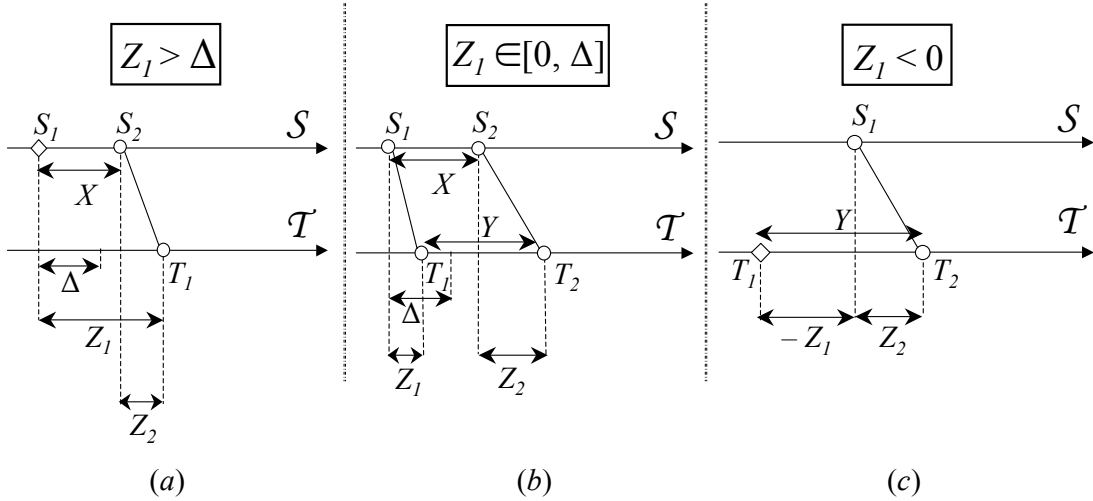 Z₁ > Δ
S₁ S₂ 𝒮
X
𝒯
Δ T₁
Z₁
Z₂
(a)
Z₁ ∈[0, Δ]
S₁ S₂ 𝒮
X
Y 𝒯
T₁ T₂
Δ
Z₁ Z₂
(b)
Z₁ < 0
S₁ 𝒮
Y 𝒯
T₁ T₂
– Z₁ Z₂
(c)